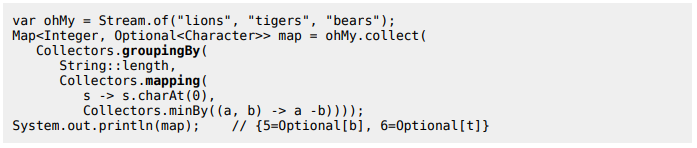 var ohMy = Stream.of("lions", "tigers", "bears");
Map<Integer, Optional<Character>> map = ohMy.collect(
   Collectors.groupingBy(
      String::length,
      Collectors.mapping(
         s -> s.charAt(0),
         Collectors.minBy((a, b) -> a -b))));
System.out.println(map);    // {5=Optional[b], 6=Optional[t]}